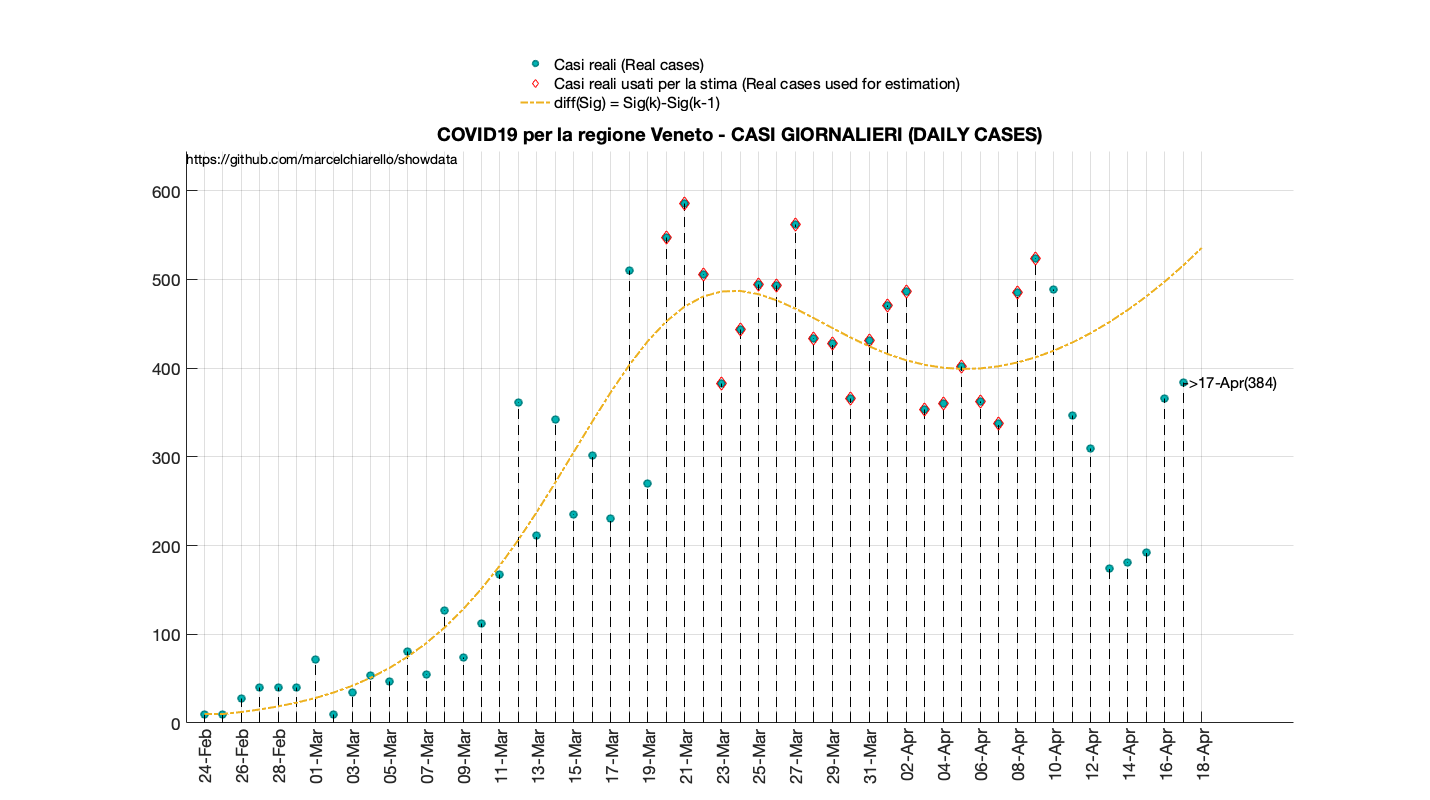 Casi reali (Real cases)
Casi reali usati per la stima (Real cases used for estimation)
diff(Sig) = Sig(k)-Sig(k-1)
COVID19 per la regione Veneto - CASI GIORNALIERI (DAILY CASES)
https://github.com/marcelchiarello/showdata
600
500
400
300
200
100
0
->17-Apr(384)
24-Feb
26-Feb
28-Feb
01-Mar
03-Mar
05-Mar
07-Mar
09-Mar
11-Mar
13-Mar
15-Mar
17-Mar
19-Mar
21-Mar
23-Mar
25-Mar
27-Mar
29-Mar
31-Mar
02-Apr
04-Apr
06-Apr
08-Apr
10-Apr
12-Apr
14-Apr
16-Apr
18-Apr